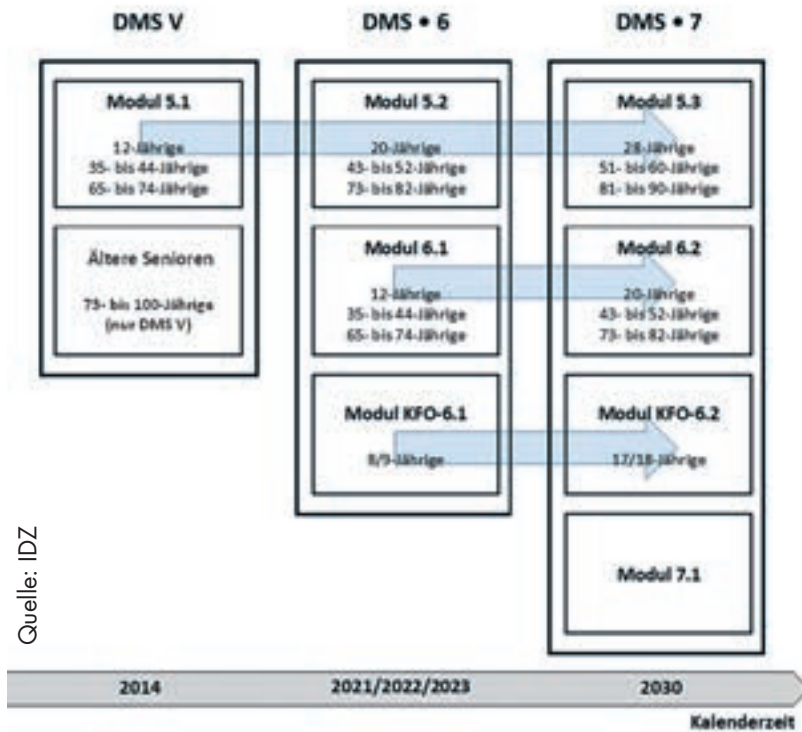 DMS V
DMS • 6
DMS • 7
Modul 5.1
12-Jährige
35- bis 44-Jährige
65- bis 74-Jährige
Ältere Senioren
73- bis 100-Jährige
(nur DMS V)
Modul 5.2
20-Jährige
43- bis 52-Jährige
73- bis 82-Jährige
Modul 6.1
12-Jährige
35- bis 44-Jährige
65- bis 74-Jährige
Modul KFO-6.1
8/9-Jährige
Modul 5.3
28-Jährige
51- bis 60-Jährige
81- bis 90-Jährige
Modul 6.2
20-Jährige
43- bis 52-Jährige
73- bis 82-Jährige
Modul KFO-6.2
17/18-Jährige
Modul 7.1
Quelle: IDZ
2014
2021/2022/2023
2030
Kalenderzeit